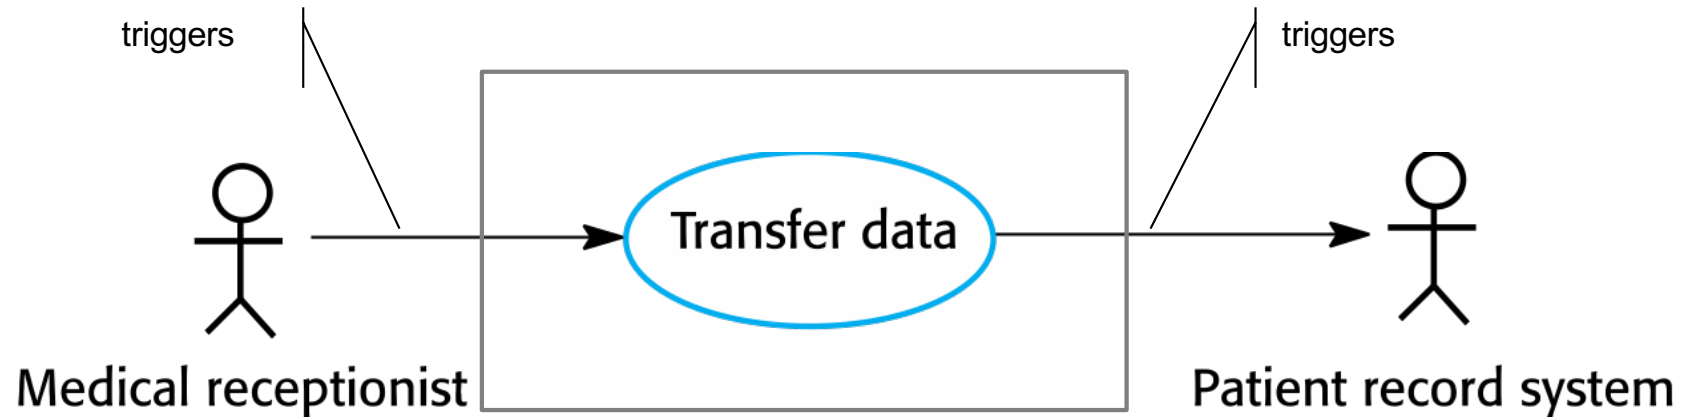 triggers
triggers
Transfer data
Medical receptionist
Patient record system